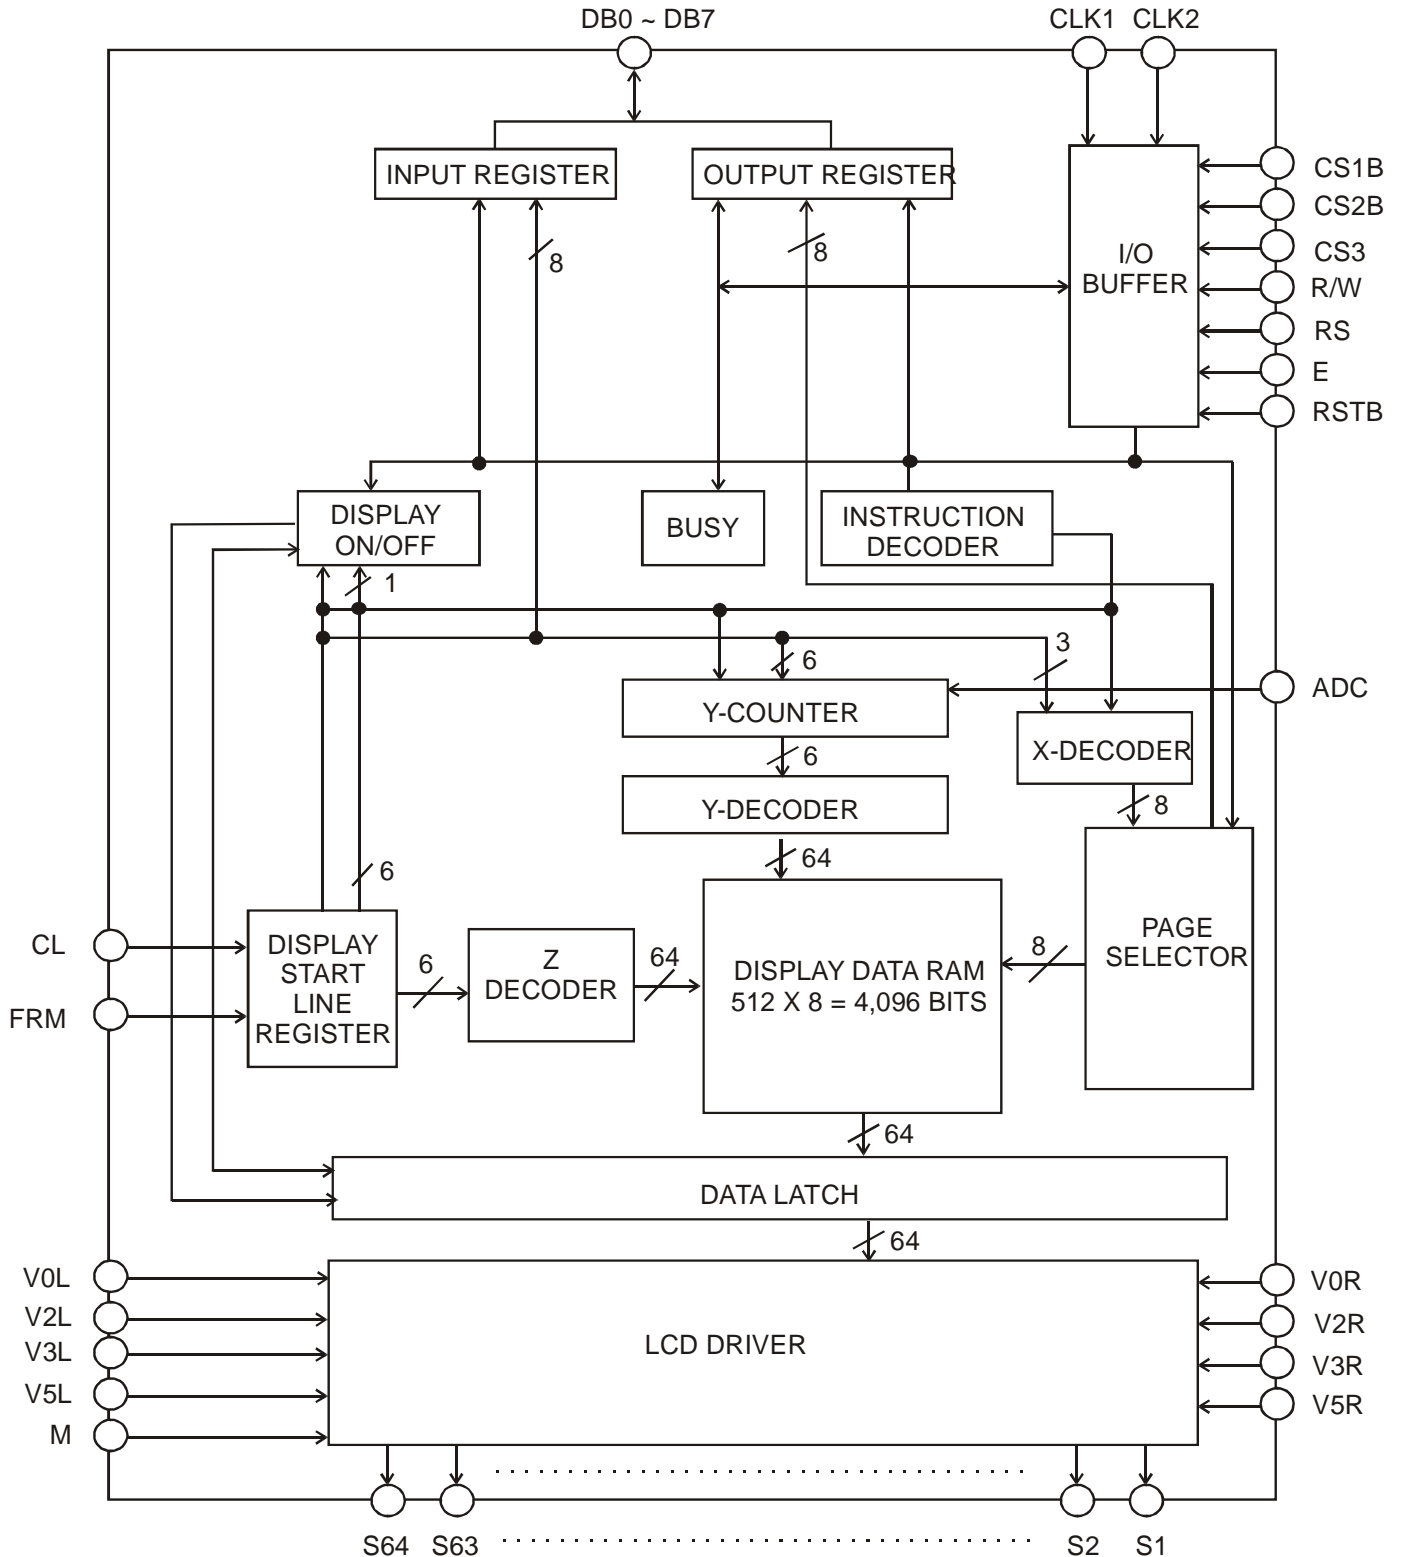 DB0 ~ DB7
CLK1 CLK2
INPUT REGISTER
OUTPUT REGISTER
8
8
I/O
BUFFER
CS1B
CS2B
CS3
R/W
RS
E
RSTB
DISPLAY
ON/OFF
1
BUSY
INSTRUCTION
DECODER
6
3
Y-COUNTER
ADC
6
X-DECODER
Y-DECODER
8
64
6
CL
FRM
DISPLAY
START
LINE
REGISTER
6
Z
DECODER
64
DISPLAY DATA RAM
512 X 8 = 4,096 BITS
8
PAGE
SELECTOR
64
DATA LATCH
64
V0L
V2L
V3L
V5L
M
LCD DRIVER
V0R
V2R
V3R
V5R
S64 S63 S2 S1